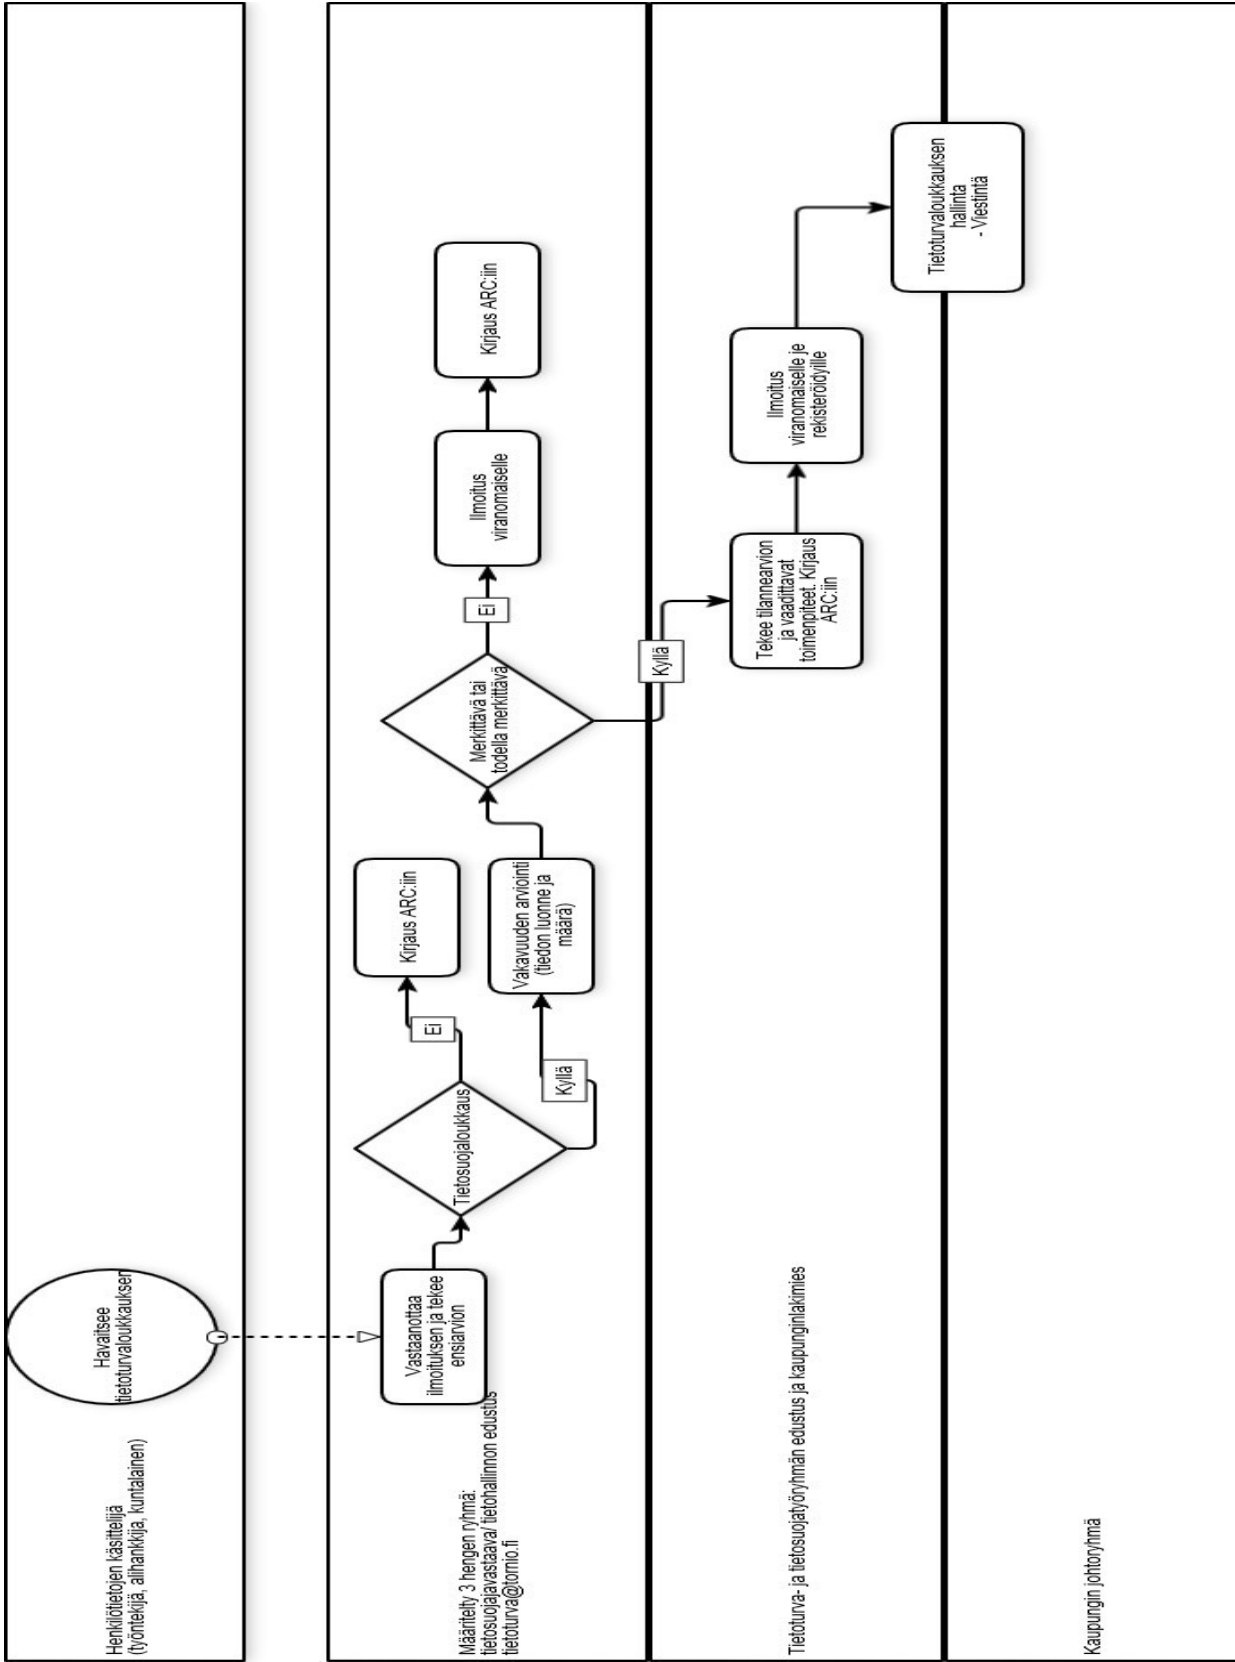 Henkilötietojen käsittelijä
(työntekijä, alihankkija, kuntalainen)
Havaitsee
tietoturvaloukkauksen
Määritelty 3 hengen ryhmä:
tietosuojajavastaava/ tietohallinnon edustus
tietoturva@tornio.fi
Vastaanottaa
ilmoituksen ja tekee
ensiarvion
Tietosuojaloukkaus
Ei
Kirjaus ARC:iin
Kyllä
Vakavuuden arviointi
(tiedon luonne ja
määrä)
Merkittävä tai
todella merkittävä
Ei
Ilmoitus
viranomaiselle
Kirjaus ARC:iin
Kyllä
Tietoturva- ja tietosuojatyöryhmän edustus ja kaupunginlakimies
Tekee tilannearvion
ja vaadittavat
toimenpiteet. Kirjaus
ARC:iin
Ilmoitus
viranomaiselle je
rekisteröidyille
Tietoturvaloukkauksen
hallinta
- Viestintä
Kaupungin johtoryhmä